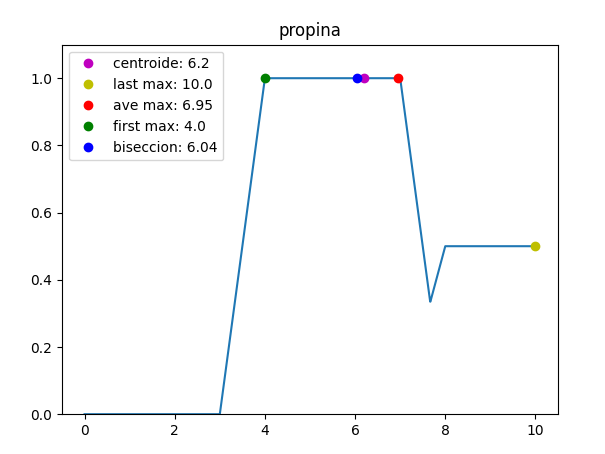 propina
centroide: 6.2
last max: 10.0
ave max: 6.95
first max: 4.0
biseccion: 6.04
1.0
0.8
0.6
0.4
0.2
0.0
0 2 4 6 8 10